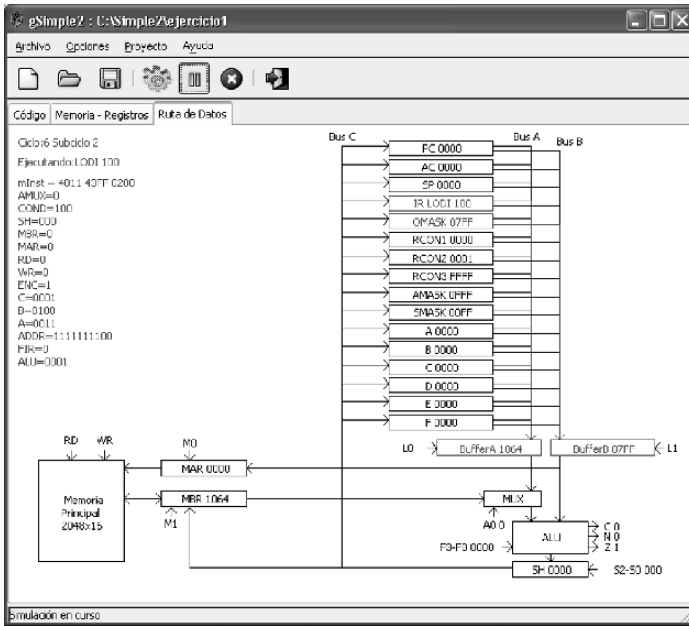 gSimple2 : C:\Simple2\ejercicio1
Archivo Opciones Proyecto Ayuda
Código Memoria - Registros Ruta de Datos
Ciclo:6 Subciclo 2
Ejecutando:LODI 100
mInst -- 4011 43FF 0200
AMUX=0
COND=100
SH=000
MBR=0
MAR=0
RD=0
WR=0
ENC=1
C=0001
B=0100
A=0011
ADDR=1111111100
FIR=0
ALU=0001
Bus C
Bus A
Bus B
PC 0000
AC 0000
SP 0000
IR LODI 100
OMASK 07FF
RCON1 0000
RCON2 0001
RCON3 FFFF
AMASK 0FFF
SMASK 00FF
A 0000
B 0000
C 0000
D 0000
E 0000
F 0000
L0
BufferA 1064
BufferB 07FF
L1
RD WR
M0
MAR 0000
Memoria
Principal
2048x16
MBR 1064
M1
MUX
A0 0
ALU
C 0
N 0
Z 1
F3-F0 0000
SH 0000
S2-S0 000
Simulación en curso